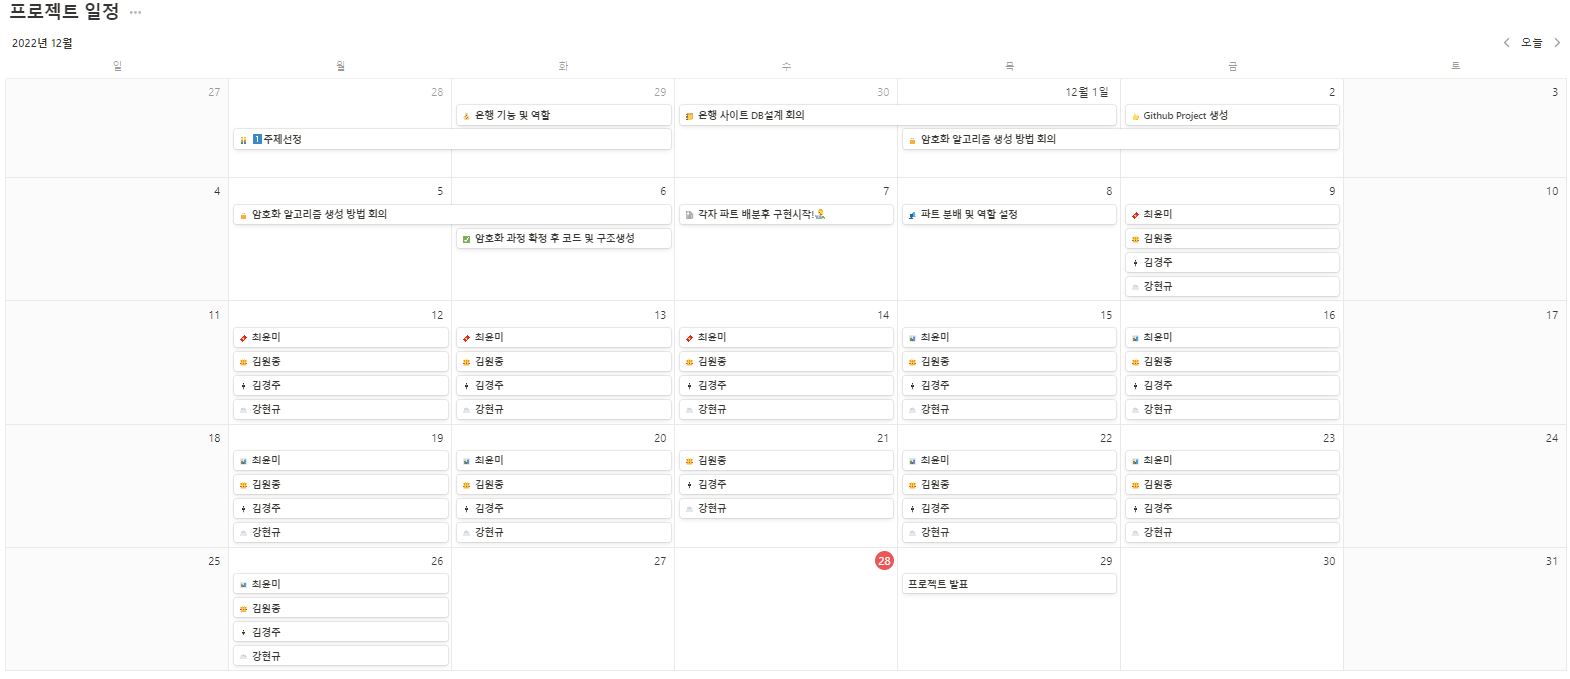 프로젝트 일정 ···
2022년 12월
오늘
일 월 화 수 목 금 토
27 28 29 30 12월 1일 2 3
은행 기능 및 역할 은행 사이트 DB설계 회의 Github Project 생성
1 주제선정 암호화 알고리즘 생성 방법 회의
4 5 6 7 8 9 10
암호화 알고리즘 생성 방법 회의 각자 파트 배분후 구현시작! 파트 분배 및 역할 설정 최윤미
암호화 과정 확정 후 코드 및 구조생성 김원중
김경주
강현규
11 12 13 14 15 16 17
최윤미 최윤미 최윤미 최윤미 최윤미
김원중 김원중 김원중 김원중 김원중
김경주 김경주 김경주 김경주 김경주
강현규 강현규 강현규 강현규 강현규
18 19 20 21 22 23 24
최윤미 최윤미 김원중 최윤미 최윤미
김원중 김원중 김경주 김원중 김원중
김경주 김경주 강현규 김경주 김경주
강현규 강현규 강현규 강현규
25 26 27 28 29 30 31
최윤미 프로젝트 발표
김원중
김경주
강현규